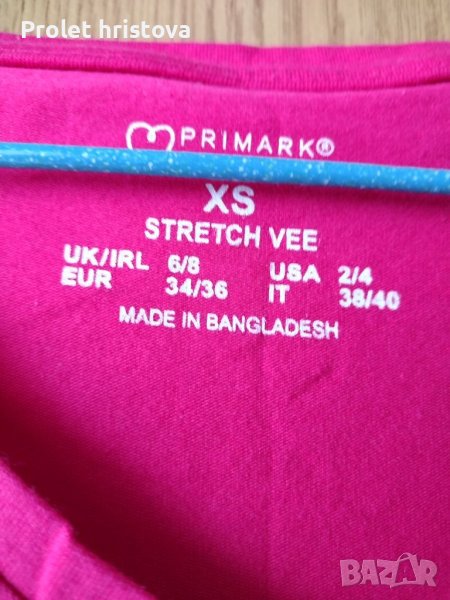 Prolet hristova
PRIMARK®
XS
STRETCH VEE
UK/IRL 6/8 USA 2/4
EUR 34/36 IT 38/40
MADE IN BANGLADESH
BAZAR